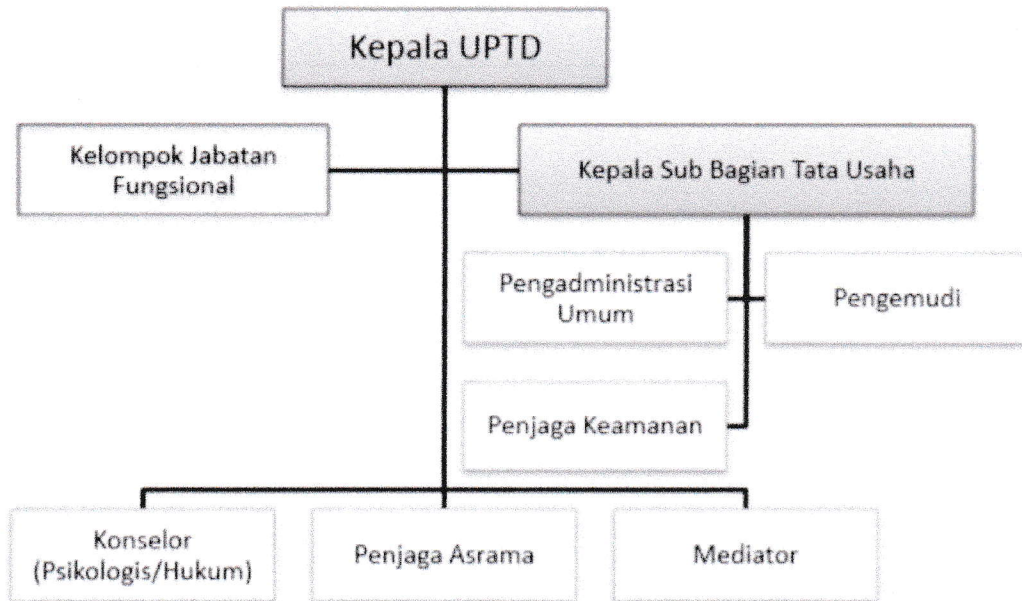 Kepala UPTD
Kelompok Jabatan
Fungsional
Kepala Sub Bagian Tata Usaha
Pengadministrasi
Umum
Pengemudi
Penjaga Keamanan
Konselor
(Psikologis/Hukum)
Penjaga Asrama
Mediator